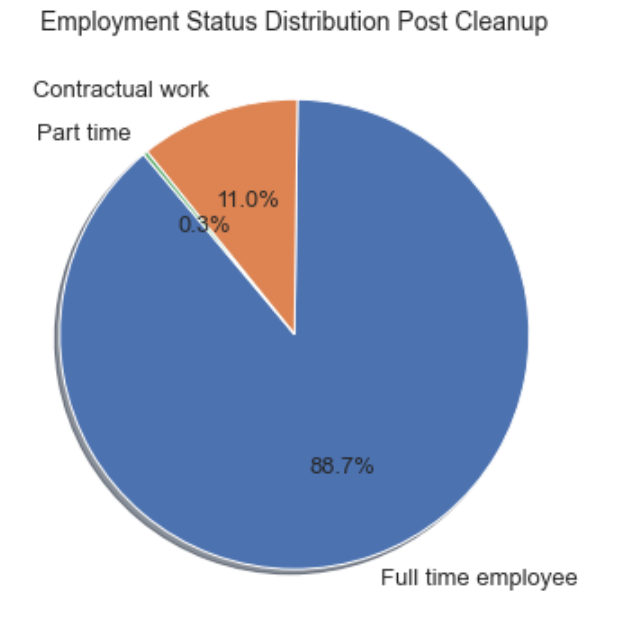 Employment Status Distribution Post Cleanup
Contractual work
Part time
11.0%
0.3%
88.7%
Full time employee